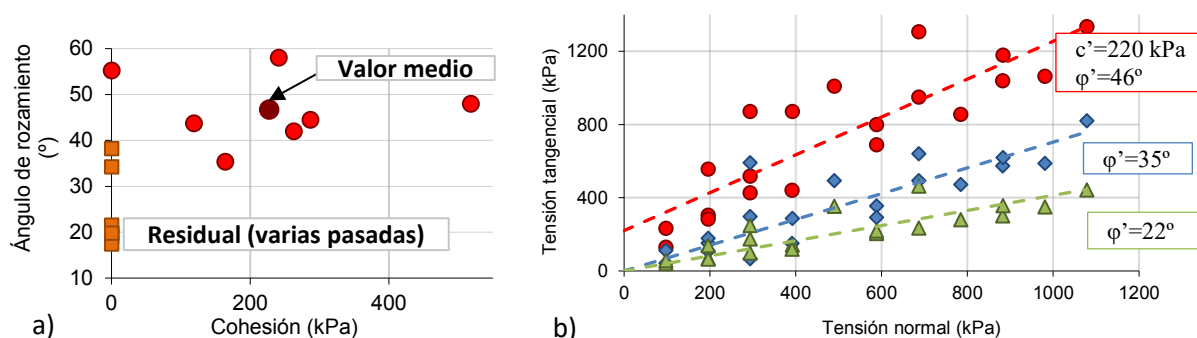 60
50
40
30
20
10
Ángulo de rozamiento
(º)
Valor medio
Residual (varias pasadas)
0
200
400
Cohesión (kPa)
a)
1200
800
400
0
Tensión tangencial
(kPa)
c’=220 kPa
φ’=46º
φ’=35º
φ’=22º
0
200
400
600
800
1000
1200
Tensión normal (kPa)
b)